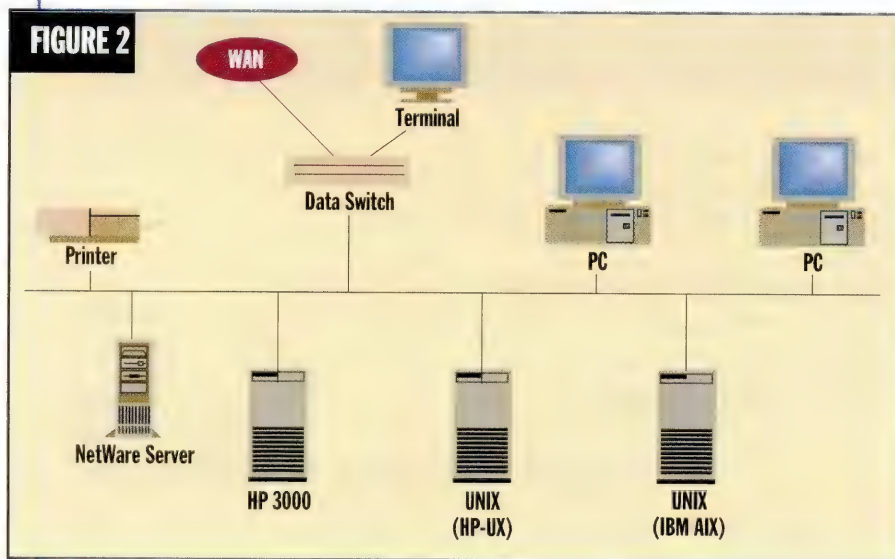 FIGURE 2
WAN
Terminal
Data Switch
Printer
PC
PC
NetWare Server
HP 3000
UNIX
(HP-UX)
UNIX
(IBM AIX)